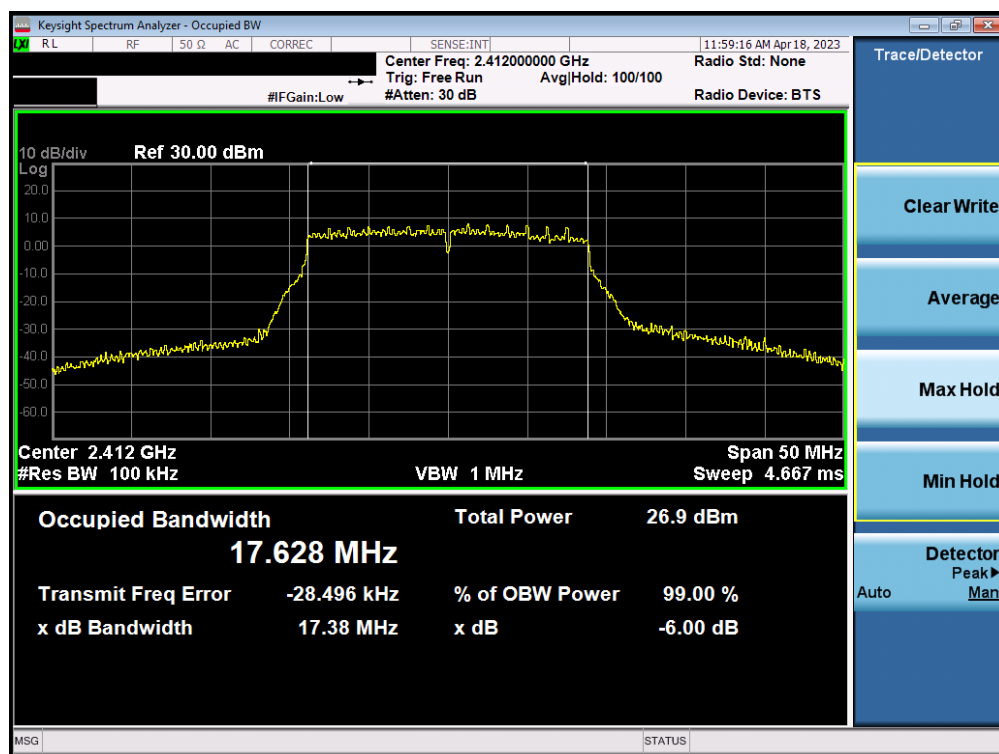 Keysight Spectrum Analyzer - Occupied BW
LXI RL RF 50 Ω AC CORREC SENSE:INT 11:59:16 AM Apr 18, 2023
Center Freq: 2.412000000 GHz Radio Std: None
Trig: Free Run Avg|Hold: 100/100
#IFGain:Low #Atten: 30 dB Radio Device: BTS
10 dB/div Ref 30.00 dBm
Log
20.0
10.0
0.00
-10.0
-20.0
-30.0
-40.0
-50.0
-60.0
Center 2.412 GHz Span 50 MHz
#Res BW 100 kHz VBW 1 MHz Sweep 4.667 ms
Occupied Bandwidth Total Power 26.9 dBm
17.628 MHz
Transmit Freq Error -28.496 kHz % of OBW Power 99.00 %
x dB Bandwidth 17.38 MHz x dB -6.00 dB
MSG STATUS
Trace/Detector
Clear Write
Average
Max Hold
Min Hold
Detector
Peak▶
Auto Man